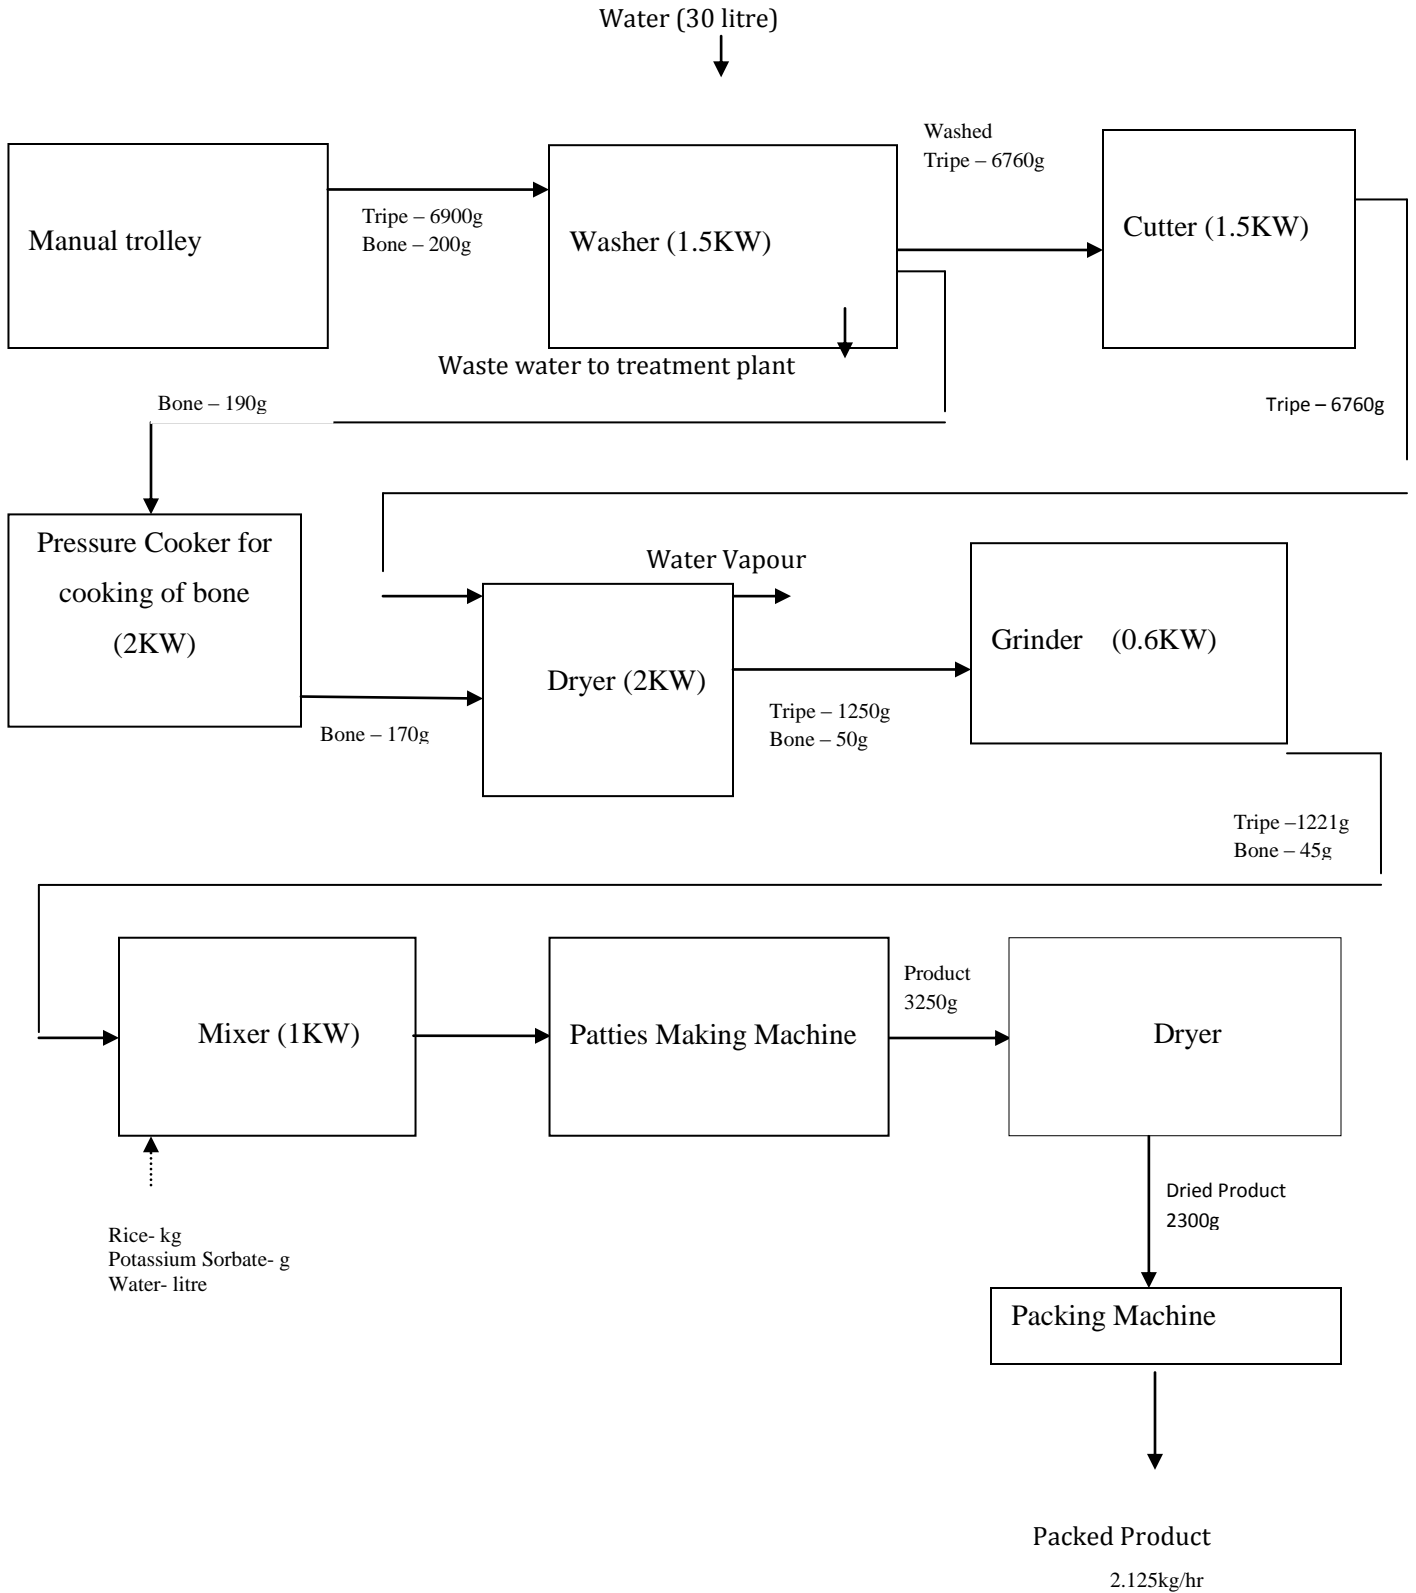 Water (30 litre)
Washed
Tripe – 6760g
Manual trolley
Tripe – 6900g
Bone – 200g
Washer (1.5KW)
Cutter (1.5KW)
Waste water to treatment plant
Bone – 190g
Tripe – 6760g
Pressure Cooker for
cooking of bone
(2KW)
Water Vapour
Dryer (2KW)
Grinder (0.6KW)
Bone – 170g
Tripe – 1250g
Bone – 50g
Tripe –1221g
Bone – 45g
Mixer (1KW)
Patties Making Machine
Product
3250g
Dryer
Rice- kg
Potassium Sorbate- g
Water- litre
Dried Product
2300g
Packing Machine
Packed Product
2.125kg/hr